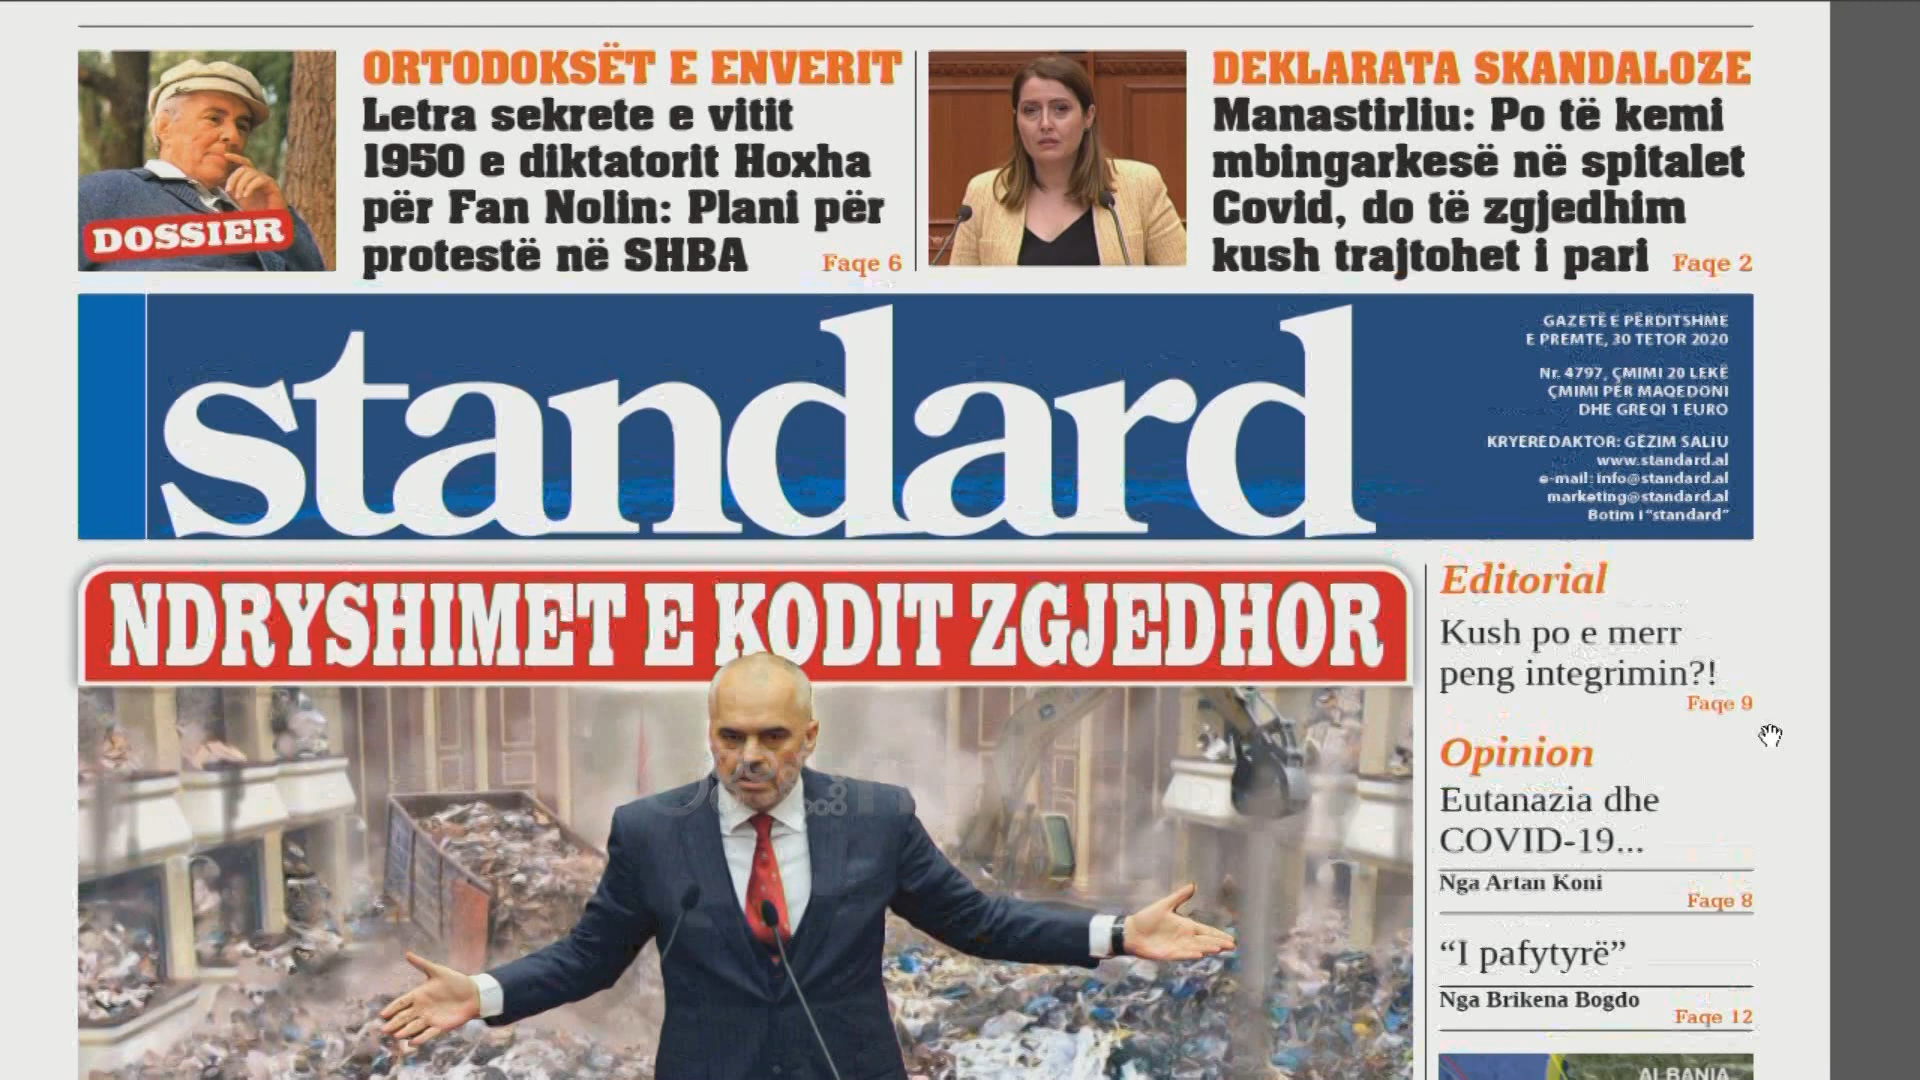 ORTODOKSËT E ENVERIT
Letra sekrete e vitit
1950 e diktatorit Hoxha
për Fan Nolin: Plani për
protestë në SHBA
Faqe 6
DOSSIER
DEKLARATA SKANDALOZE
Manastirliu: Po të kemi
mbingarkesë në spitalet
Covid, do të zgjedhim
kush trajtohet i pari
Faqe 2
standard
GAZETË E PËRDITSHME
E PREMTE, 30 TETOR 2020
Nr. 4797, ÇMIMI 20 LEKË
ÇMIMI PËR MAQEDONI
DHE GREQI 1 EURO
KRYEREDAKTOR: GËZIM SALIU
www.standard.al
e-mail: info@standard.al
marketing@standard.al
Botim i "standard"
NDRYSHIMET E KODIT ZGJEDHOR
Editorial
Kush po e merr
peng integrimin?!
Faqe 9
Opinion
Eutanazia dhe
COVID-19...
Nga Artan Koni
Faqe 8
“I pafytyrë”
Nga Brikena Bogdo
Faqe 12
ALBANIA